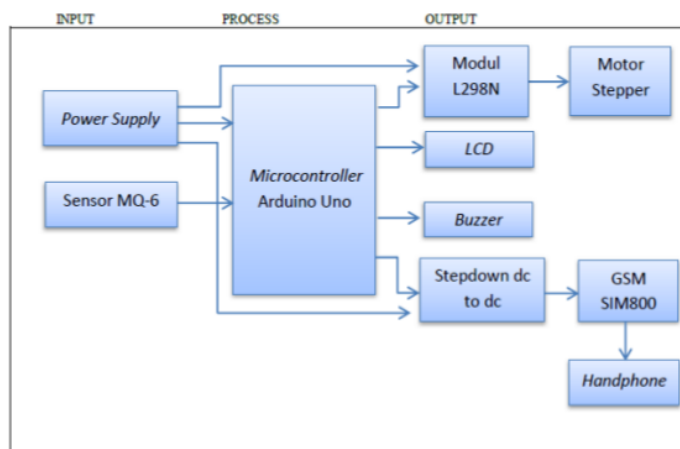 INPUT
PROCESS
OUTPUT
Power Supply
Sensor MQ-6
Microcontroller
Arduino Uno
Modul
L298N
Motor
Stepper
LCD
Buzzer
Stepdown dc
to dc
GSM
SIM800
Handphone